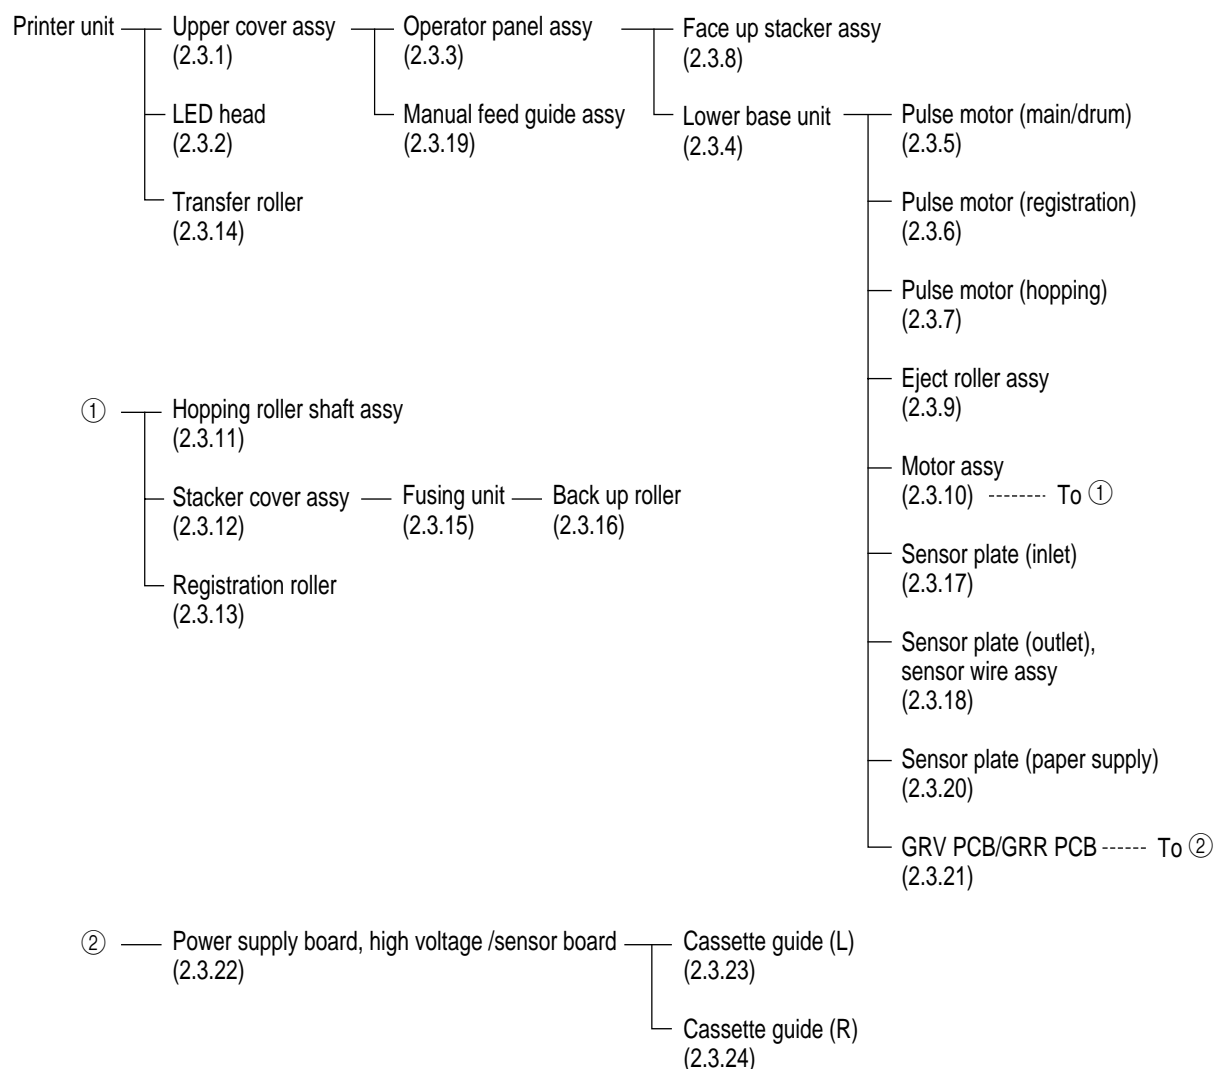 Printer unit
Upper cover assy
(2.3.1)
Operator panel assy
(2.3.3)
Face up stacker assy
(2.3.8)
LED head
(2.3.2)
Manual feed guide assy
(2.3.19)
Lower base unit
(2.3.4)
Pulse motor (main/drum)
(2.3.5)
Transfer roller
(2.3.14)
Pulse motor (registration)
(2.3.6)
Pulse motor (hopping)
(2.3.7)
Eject roller assy
(2.3.9)
Motor assy
(2.3.10) ------- To ①
Sensor plate (inlet)
(2.3.17)
Sensor plate (outlet),
sensor wire assy
(2.3.18)
Sensor plate (paper supply)
(2.3.20)
GRV PCB/GRR PCB ------ To ②
(2.3.21)
①
Hopping roller shaft assy
(2.3.11)
Stacker cover assy
(2.3.12)
Fusing unit
(2.3.15)
Back up roller
(2.3.16)
Registration roller
(2.3.13)
②
Power supply board, high voltage /sensor board
(2.3.22)
Cassette guide (L)
(2.3.23)
Cassette guide (R)
(2.3.24)